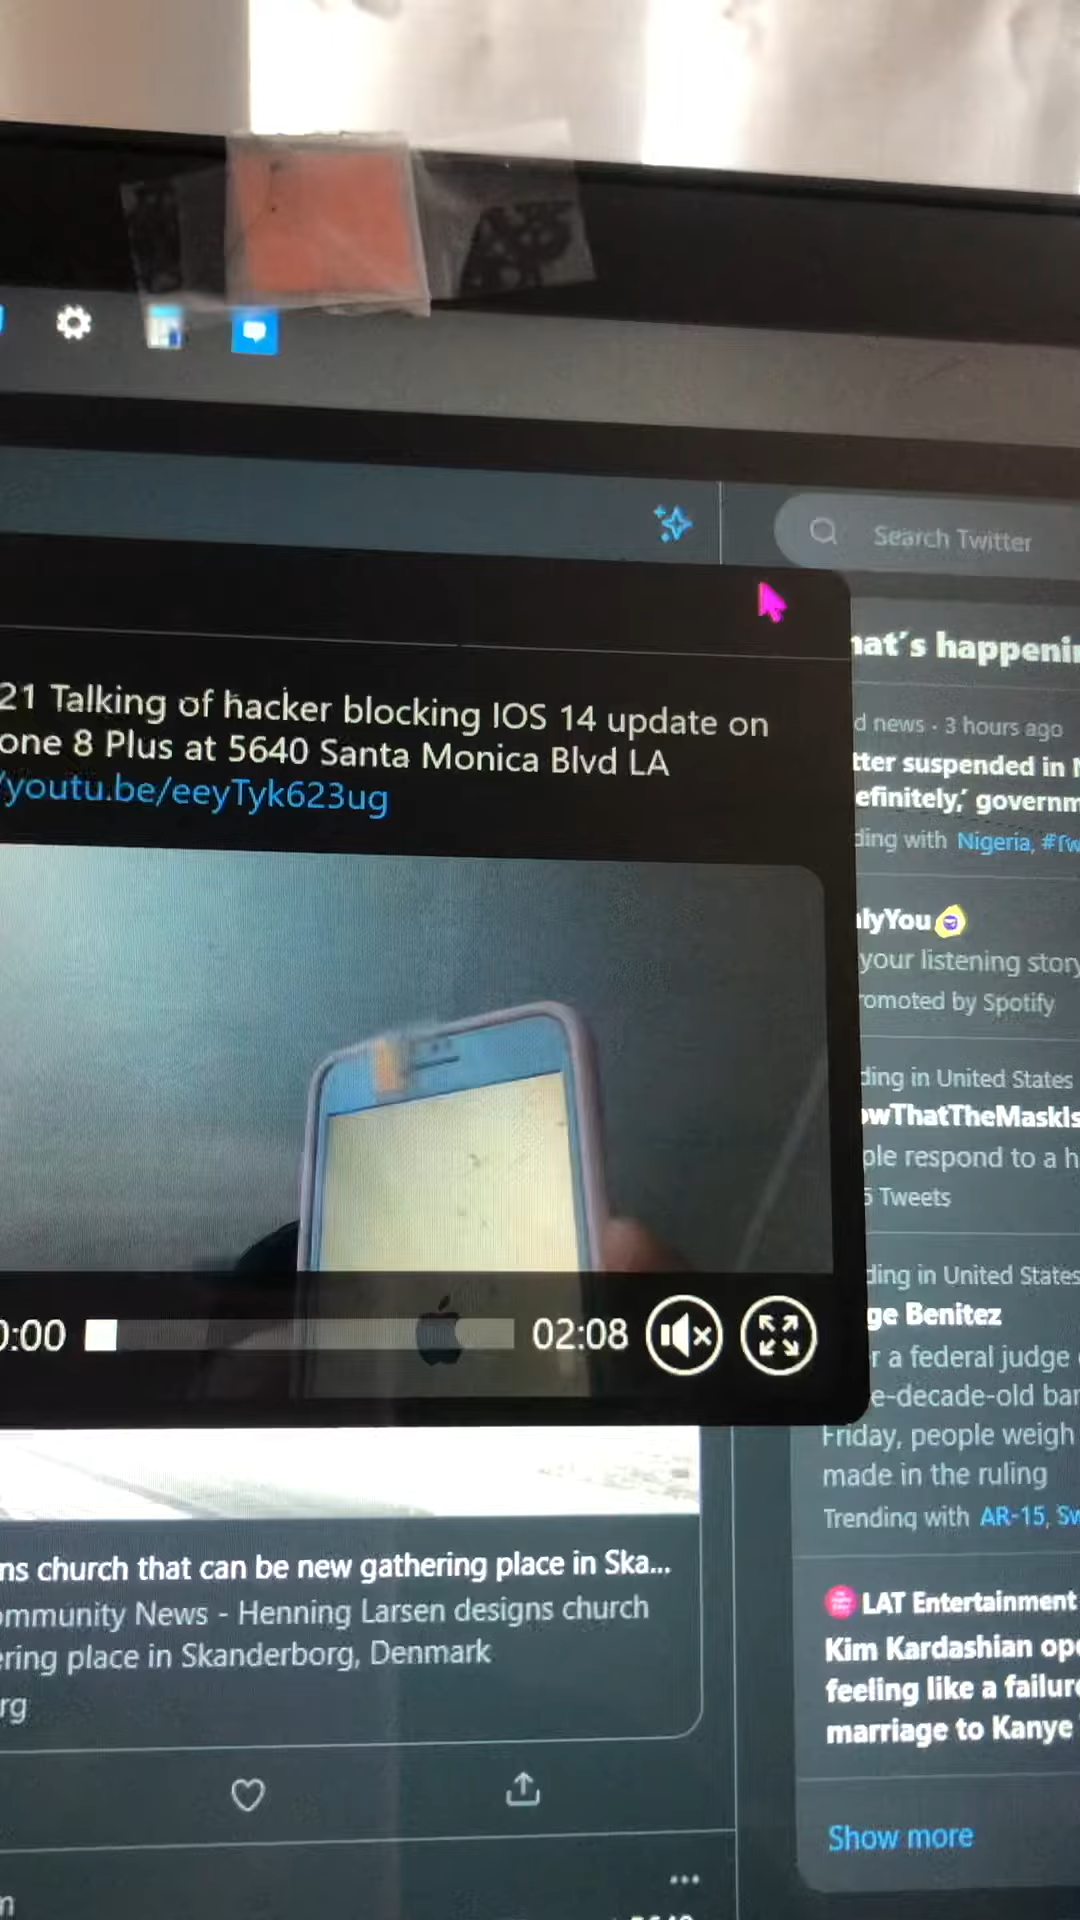 Search Twitter
hat's happenin
21 Talking of hacker blocking IOS 14 update on
one 8 Plus at 5640 Santa Monica Blvd LA
/youtu.be/eeyTyk623ug
d news · 3 hours ago
tter suspended in N
efinitely,' governm
ding with Nigeria, #Tw
lyYou
your listening story
romoted by Spotify
ding in United States
owThatTheMaskIs
ple respond to a h
5 Tweets
ding in United States
ge Benitez
r a federal judge
e-decade-old ban
Friday, people weigh
made in the ruling
Trending with AR-15, Sw
0:00
02:08
ns church that can be new gathering place in Ska...
ommunity News - Henning Larsen designs church
ering place in Skanderborg, Denmark
rg
LAT Entertainment
Kim Kardashian ope
feeling like a failure
marriage to Kanye
Show more